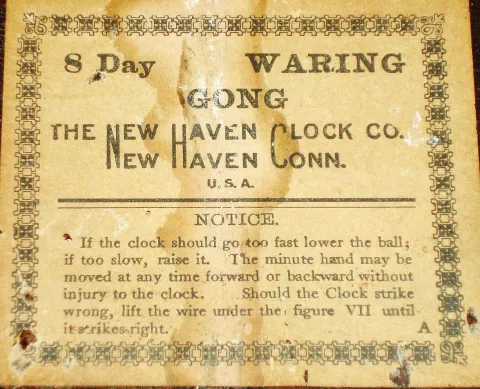 8 Day WARING
GONG
THE NEW HAVEN CLOCK CO.
NEW HAVEN CONN.
U. S. A.
NOTICE.
If the clock should go too fast lower the ball;
if too slow, raise it. The minute hand may be
moved at any time forward or backward without
injury to the clock. Should the Clock strike
wrong, lift the wire under the figure VII until
it strikes right. A